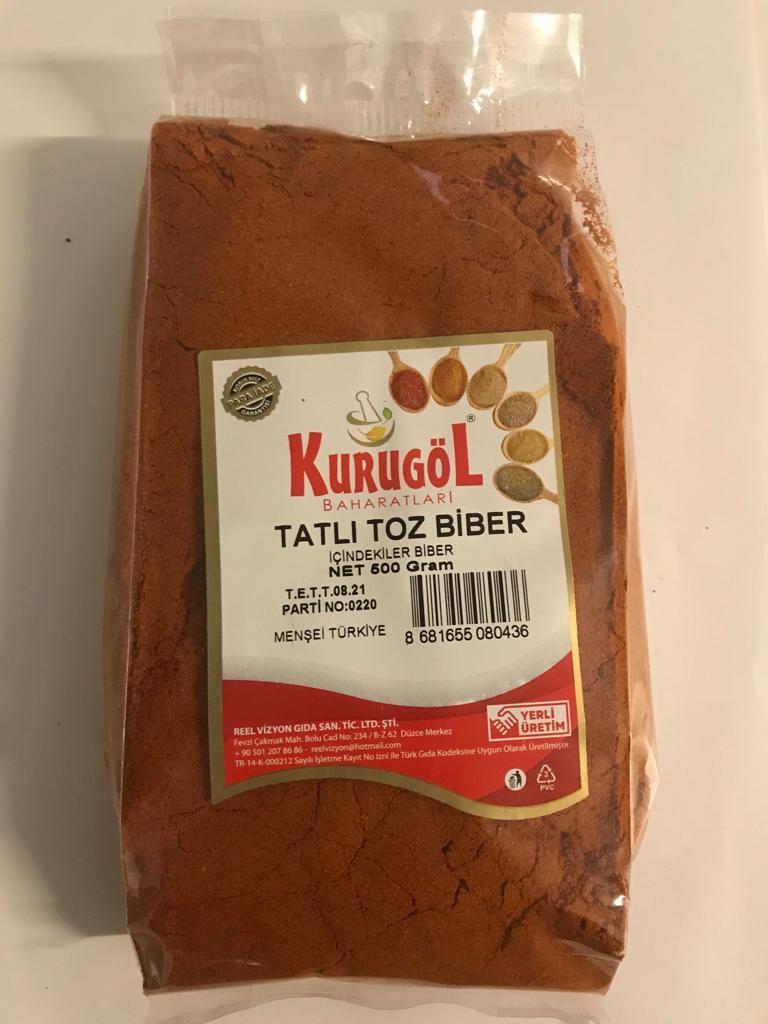 KOŞULSUZ
PARA İADE
GARANTİSİ
KURUGÖL®
BAHARATLARI
TATLI TOZ BİBER
İÇİNDEKİLER BİBER
NET 500 Gram
T.E.T.T.08.21
PARTİ NO:0220
MENŞEİ TÜRKİYE
8 681655 080436
YERLİ
ÜRETİM
REEL VİZYON GIDA SAN. TİC. LTD. ŞTİ.
Fevzi Çakmak Mah. Bolu Cad No: 234 / B-Z 62 Düzce Merkez
+ 90 501 207 86 86 - reelvizyon@hotmail.com
TR-14-K-000212 Sayılı İşletme Kayıt No izni ile Türk Gıda Kodeksine Uygun Olarak Üretilmiştir.
3
PVC